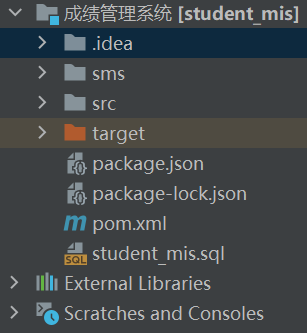 成绩管理系统 [student_mis]
.idea
sms
src
target
package.json
package-lock.json
pom.xml
student_mis.sql
External Libraries
Scratches and Consoles